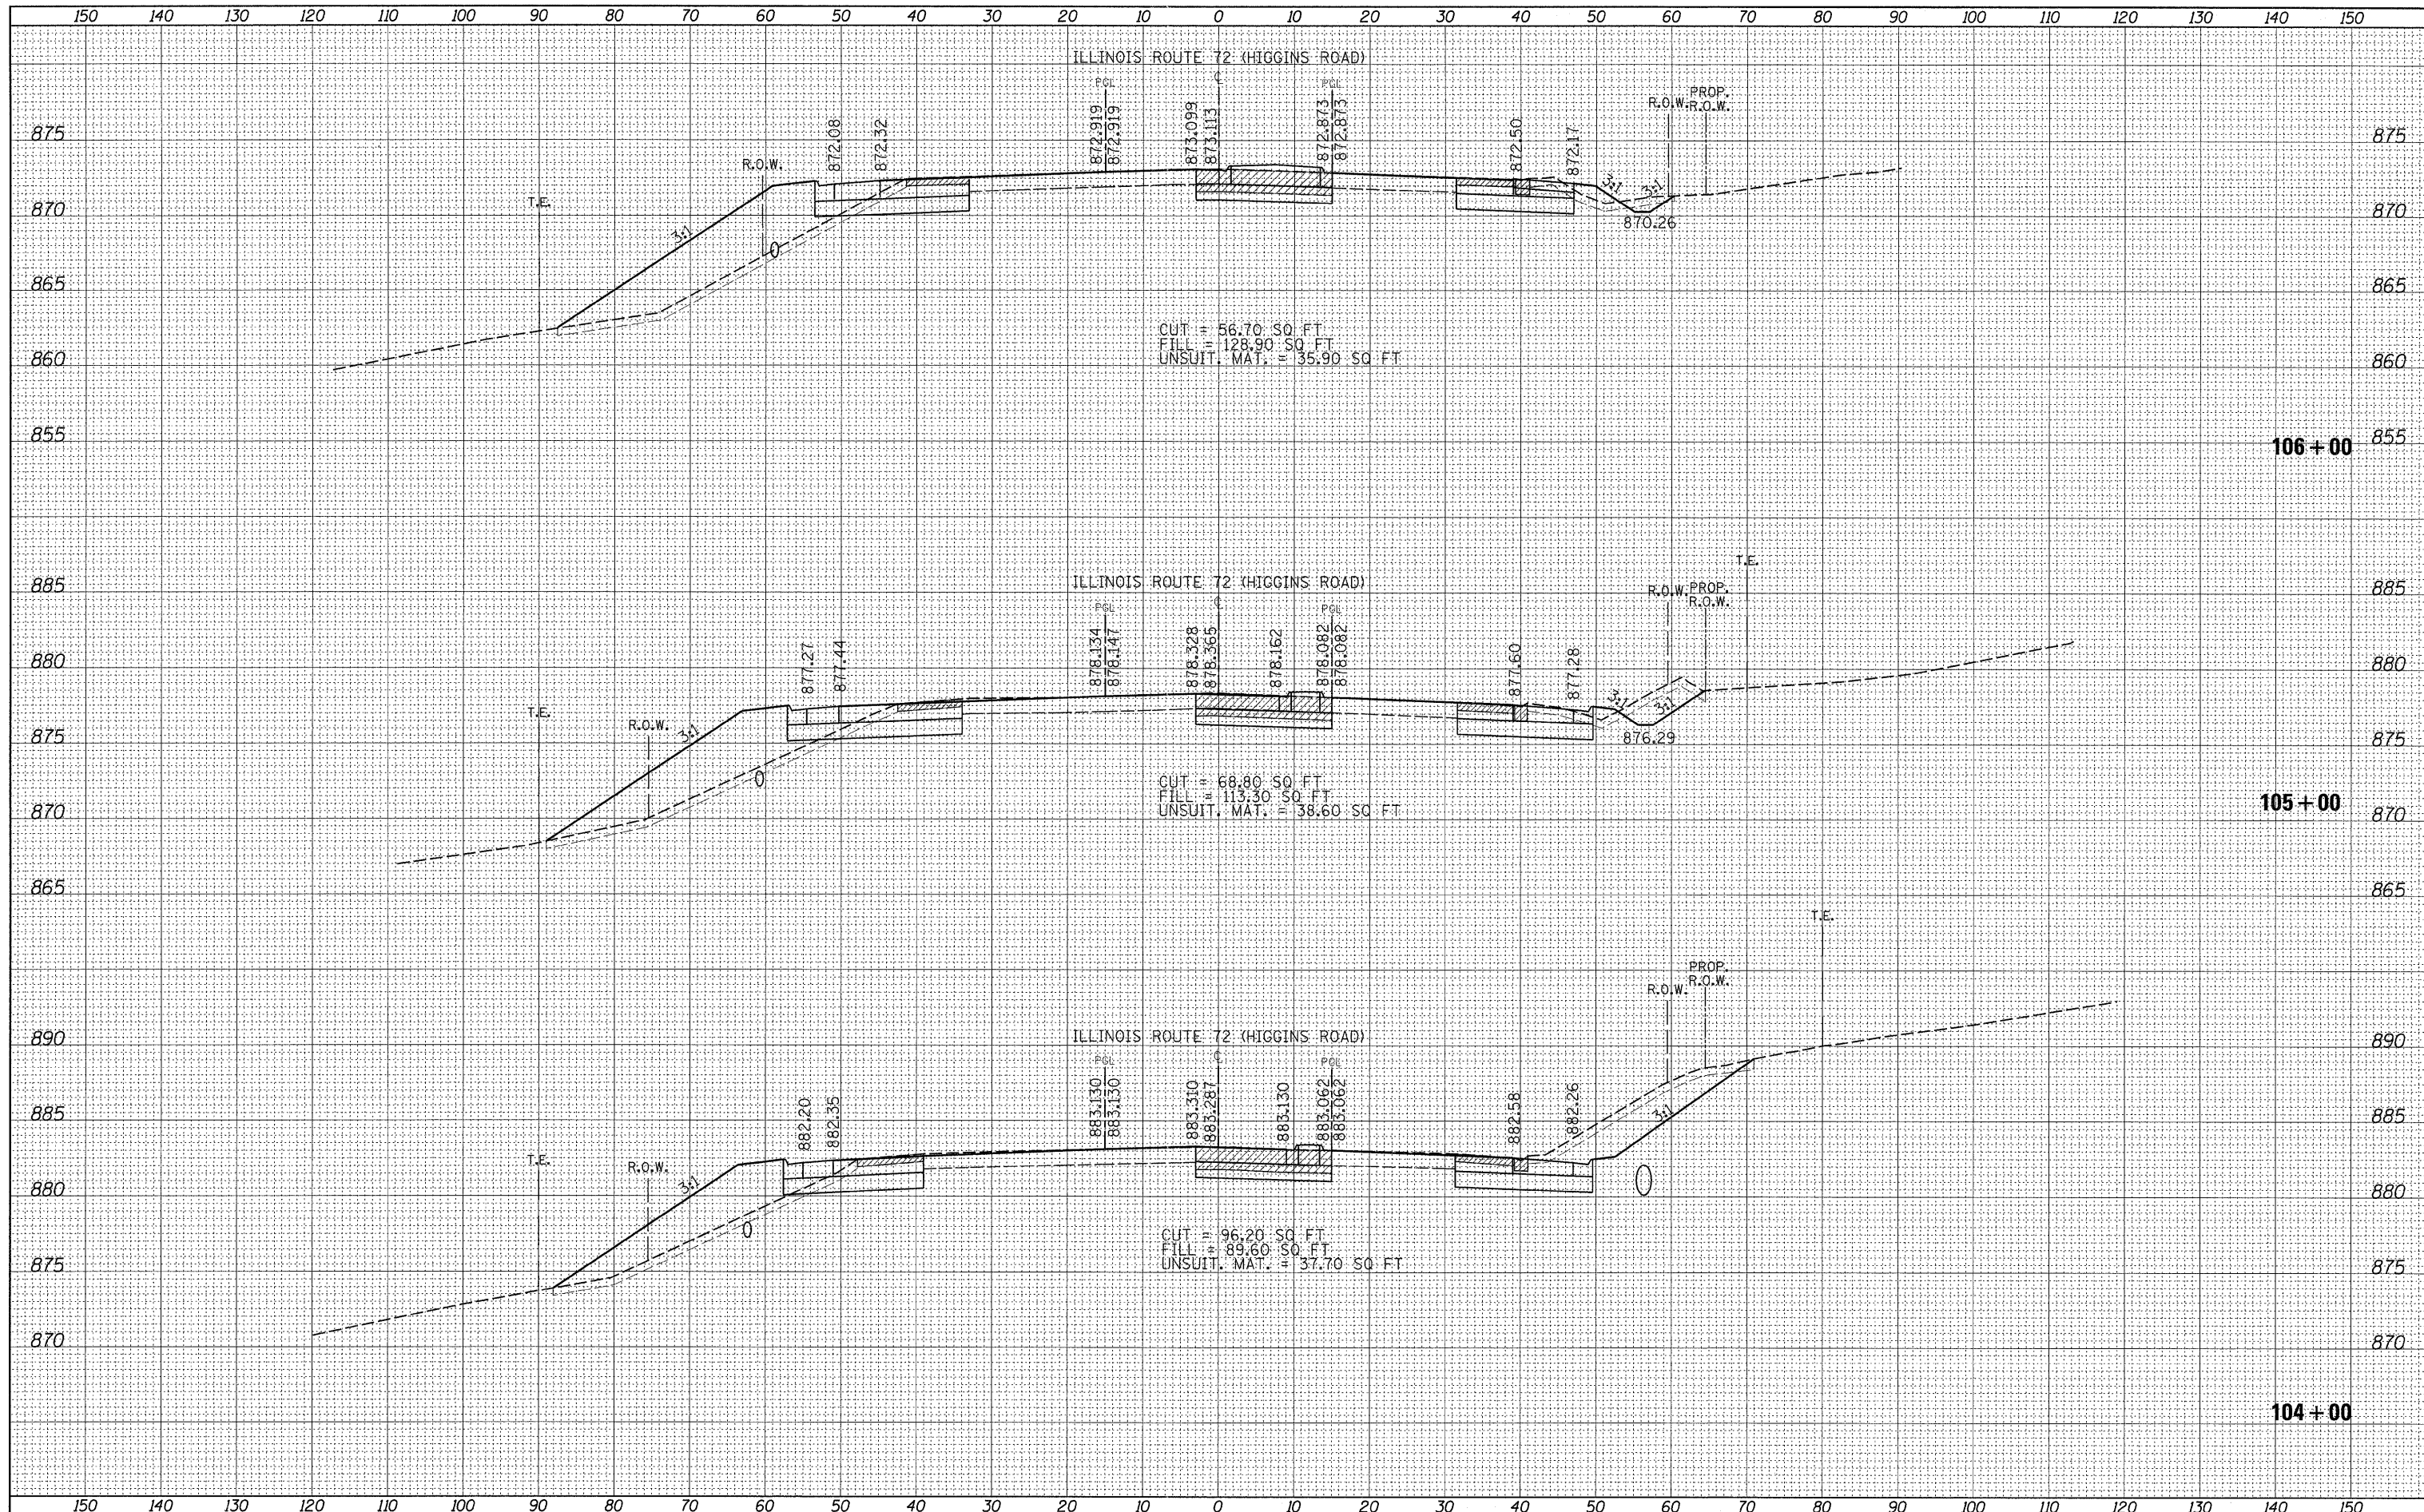 150 140 130 120 110 100 90 80 70 60 50 40 30 20 10 0 10 20 30 40 50 60 70 80 90 100 110 120 130 140 150
ILLINOIS ROUTE 72 (HIGGINS ROAD)
PGL ℄ PGL
R.O.W. PROP. R.O.W.
872.08 872.32 872.919 872.919 873.099 873.113 872.873 872.873 872.50 872.17
875 875
R.O.W.
T.E.
3:1 3:1
870 870
870.26
3:1
865 865
CUT = 56.70 SQ FT
FILL = 128.90 SQ FT
UNSUIT. MAT. = 35.90 SQ FT
860 860
855 855
106+00
T.E.
ILLINOIS ROUTE 72 (HIGGINS ROAD)
885 885
R.O.W. PROP. R.O.W.
PGL ℄ PGL
877.27 877.44 878.134 878.147 878.328 878.365 878.162 878.082 878.082 877.60 877.28
880 880
T.E.
R.O.W.
3:1 3:1 3:1
876.29
875 875
CUT = 68.80 SQ FT
FILL = 113.30 SQ FT
UNSUIT. MAT. = 38.60 SQ FT
105+00
870 870
865 865
T.E.
PROP.
R.O.W. R.O.W.
ILLINOIS ROUTE 72 (HIGGINS ROAD)
890 890
PGL ℄ PGL
882.20 882.35 883.130 883.130 883.310 883.287 883.130 883.062 883.062 882.58 882.26
885 885
3:1
T.E.
R.O.W.
3:1
880 880
CUT = 96.20 SQ FT
FILL = 89.60 SQ FT
UNSUIT. MAT. = 37.70 SQ FT
875 875
870 870
104+00
150 140 130 120 110 100 90 80 70 60 50 40 30 20 10 0 10 20 30 40 50 60 70 80 90 100 110 120 130 140 150